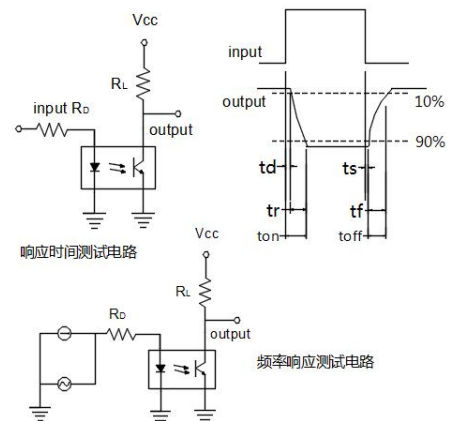 Vcc
RL
input RD
output
响应时间测试电路
input
output
10%
90%
td
ts
tr
tf
ton
toff
Vcc
RL
RD
output
频率响应测试电路